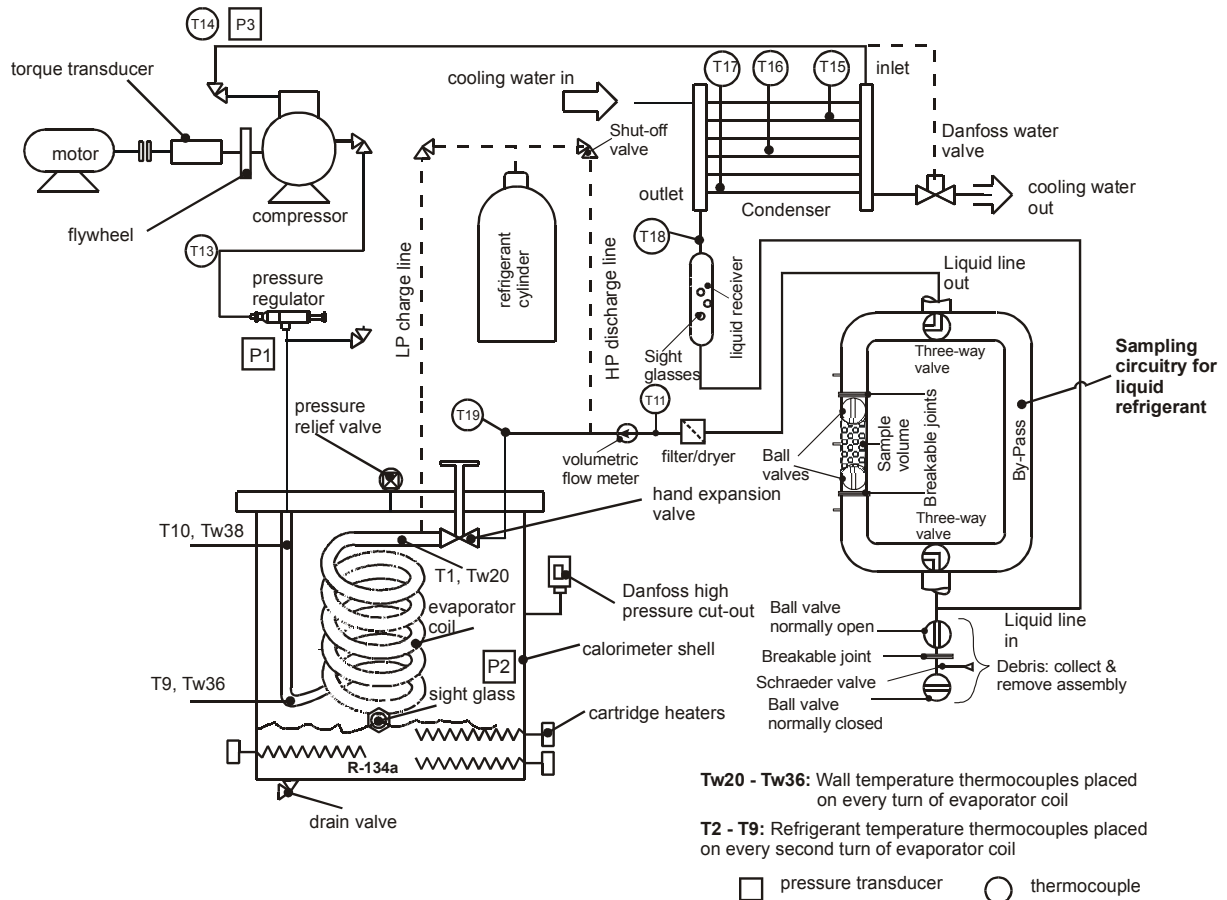 T14
P3
torque transducer
motor
compressor
flywheel
T13
pressure
regulator
P1
cooling water in
T17
T16
T15
inlet
Shut-off
valve
Danfoss water
valve
outlet
Condenser
cooling water
out
T18
LP charge line
refrigerant
cylinder
HP discharge line
liquid receiver
Sight
glasses
Liquid line
out
Three-way
valve
Sampling
circuitry for
liquid
refrigerant
pressure
relief valve
T19
T11
volumetric
flow meter
filter/dryer
Ball
valves
Sample
volume
Breakable joints
By-Pass
Three-way
valve
hand expansion
valve
T10, Tw38
T1, Tw20
Danfoss high
pressure cut-out
evaporator
coil
P2
calorimeter shell
T9, Tw36
sight glass
cartridge heaters
R-134a
drain valve
Ball valve
normally open
Liquid line
in
Breakable joint
Schraeder valve
Ball valve
normally closed
Debris: collect &
remove assembly
Tw20 - Tw36: Wall temperature thermocouples placed
on every turn of evaporator coil
T2 - T9: Refrigerant temperature thermocouples placed
on every second turn of evaporator coil
pressure transducer
thermocouple